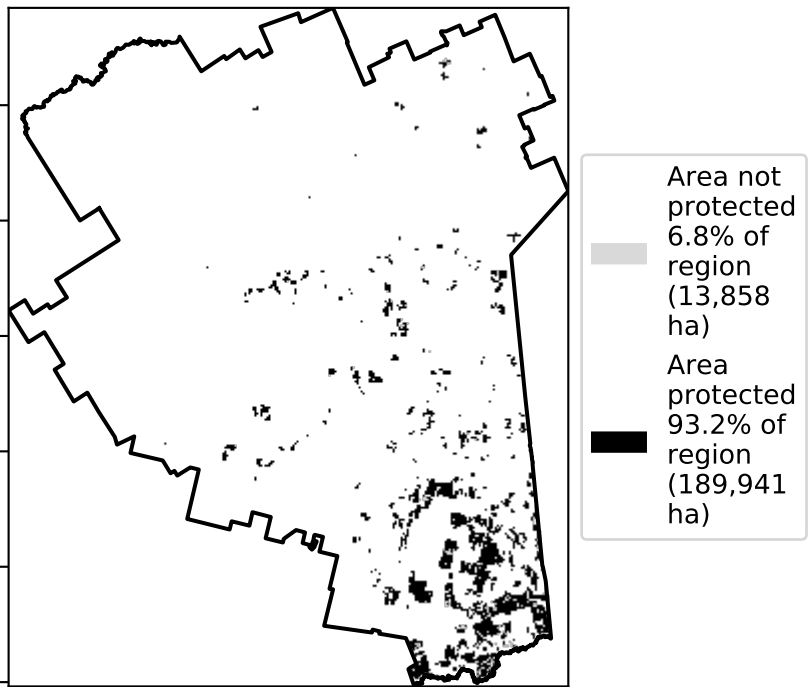 Area not
protected
6.8% of
region
(13,858
ha)
Area
protected
93.2% of
region
(189,941
ha)